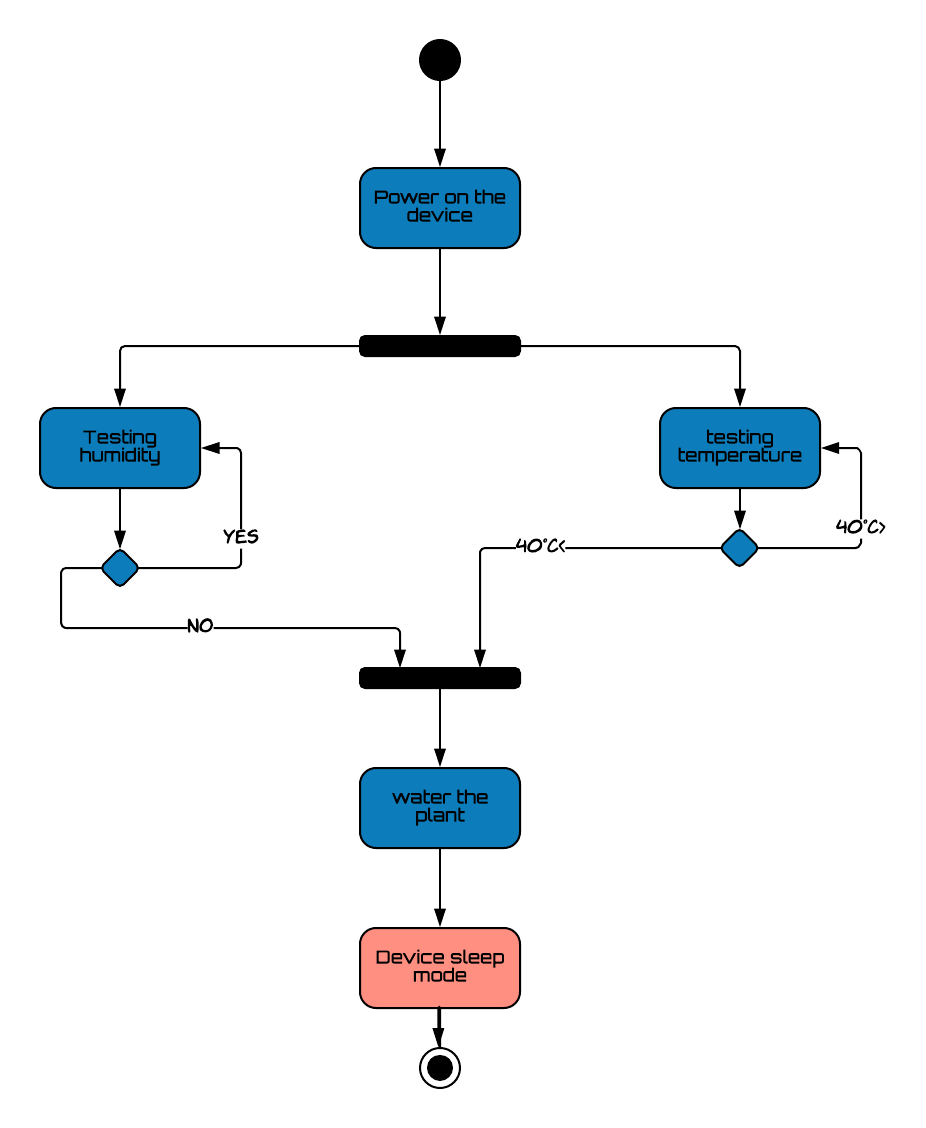 Power on the
device
Testing
humidity
testing
temperature
YES
40°C>
40°C<
NO
water the
plant
Device sleep
mode